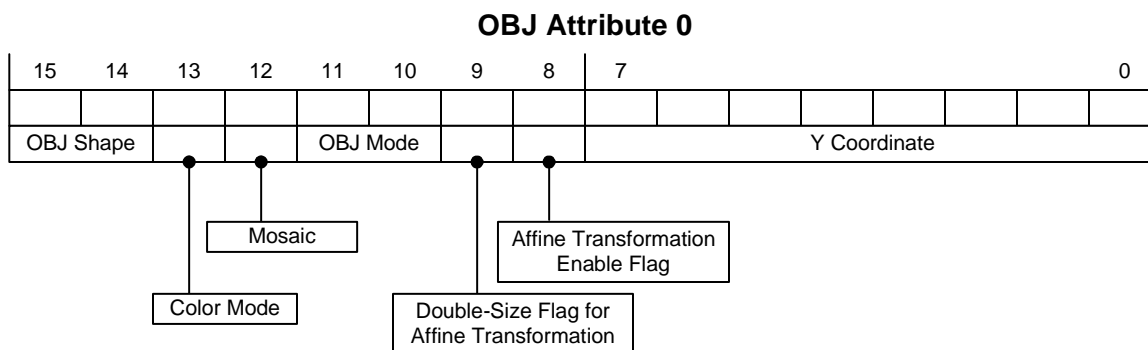 OBJ Attribute 0
15 14 13 12 11 10 9 8 7 0
OBJ Shape OBJ Mode Y Coordinate
Mosaic
Affine Transformation
Enable Flag
Color Mode
Double-Size Flag for
Affine Transformation